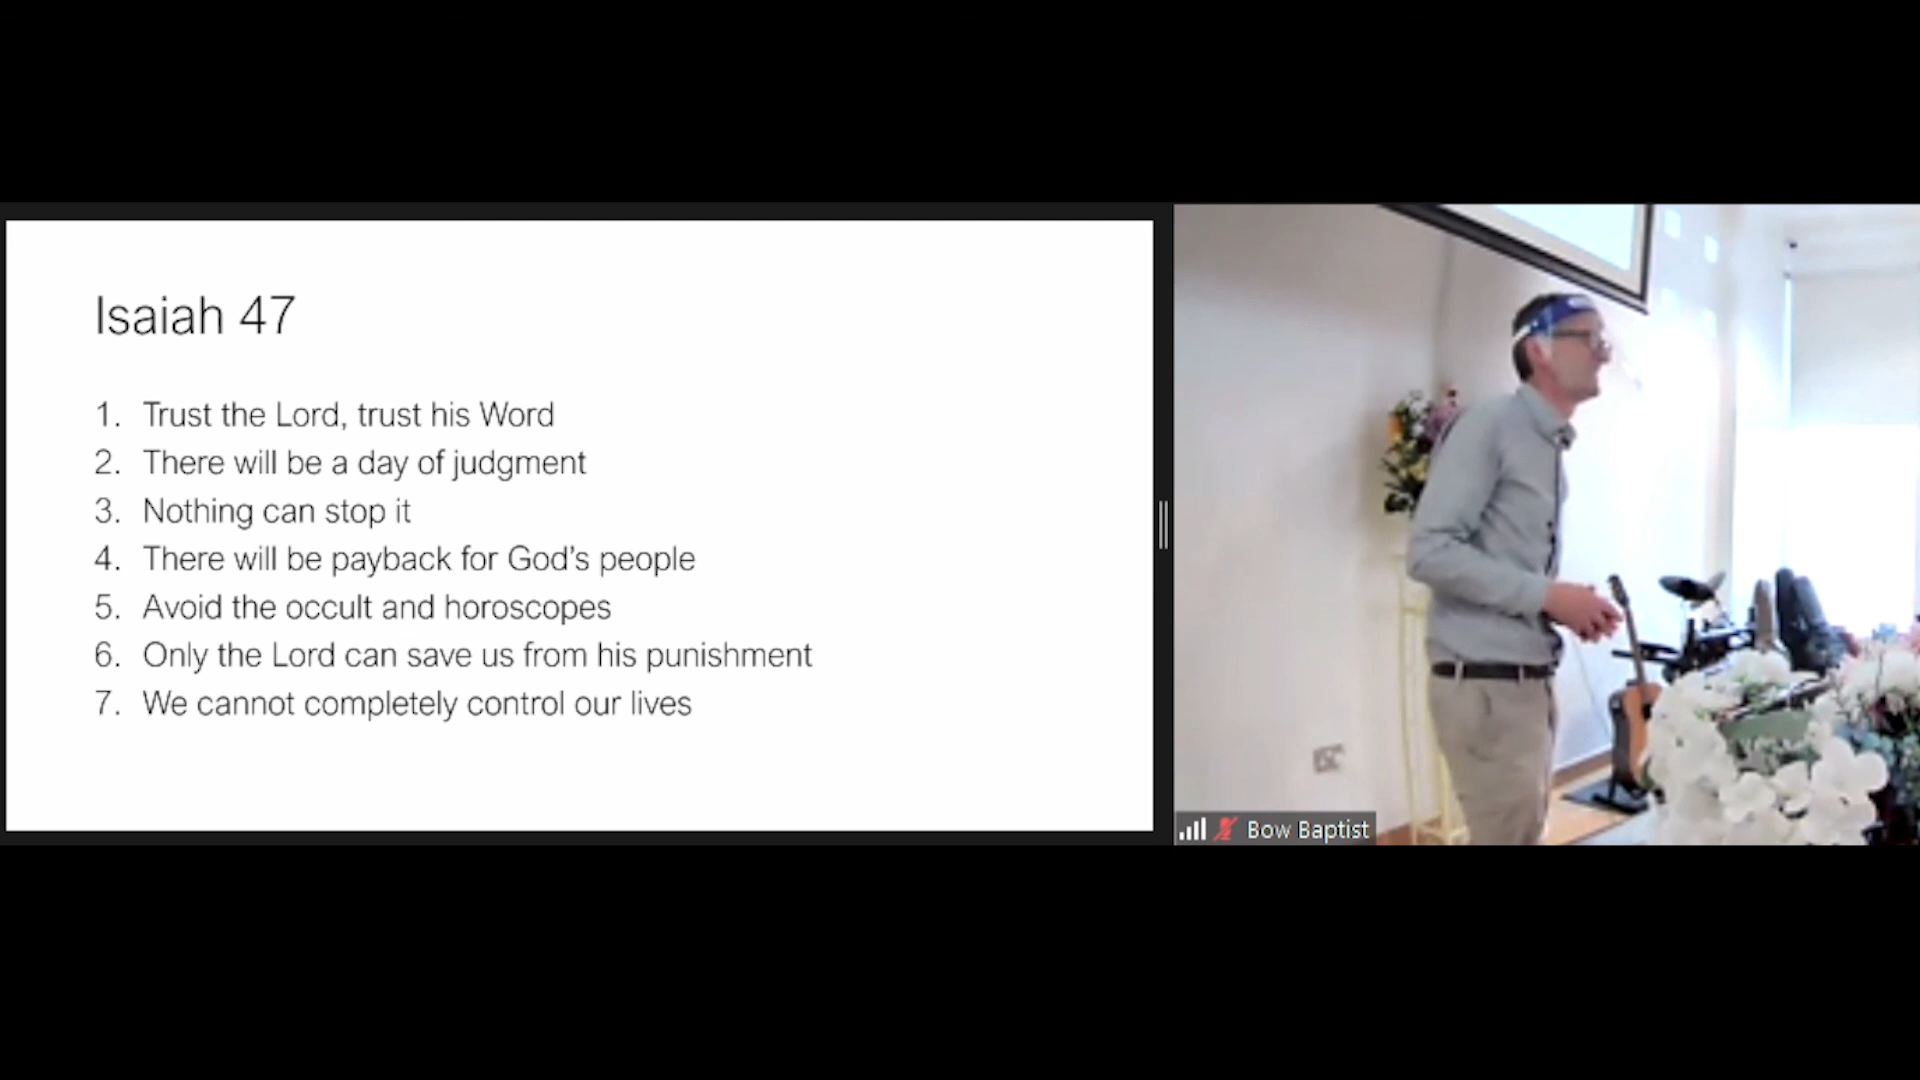 Isaiah 47
1. Trust the Lord, trust his Word
2. There will be a day of judgment
3. Nothing can stop it
4. There will be payback for God’s people
5. Avoid the occult and horoscopes
6. Only the Lord can save us from his punishment
7. We cannot completely control our lives
Bow Baptist